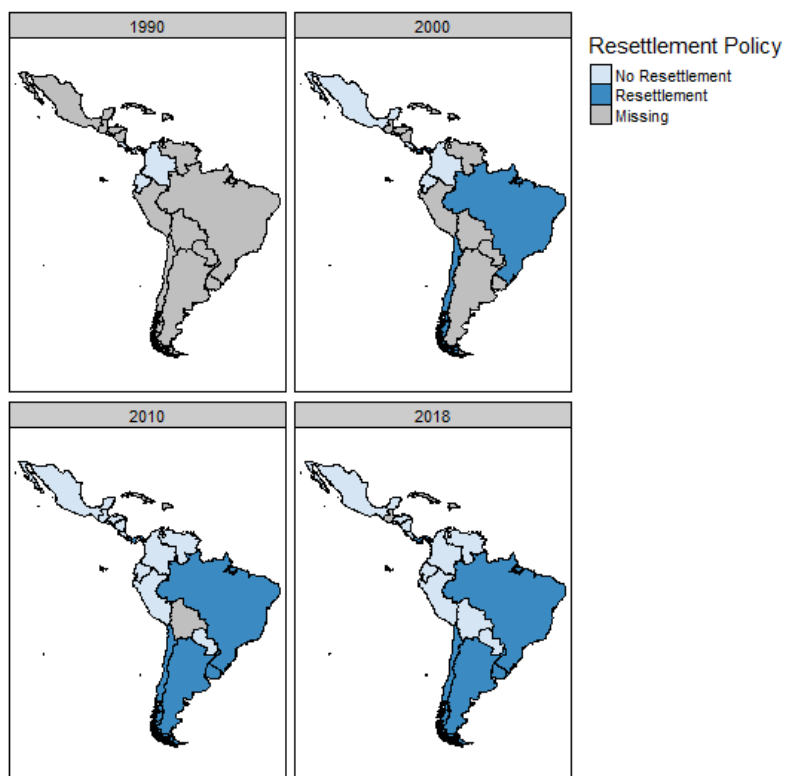 1990
2000
Resettlement Policy
No Resettlement
Resettlement
Missing
2010
2018